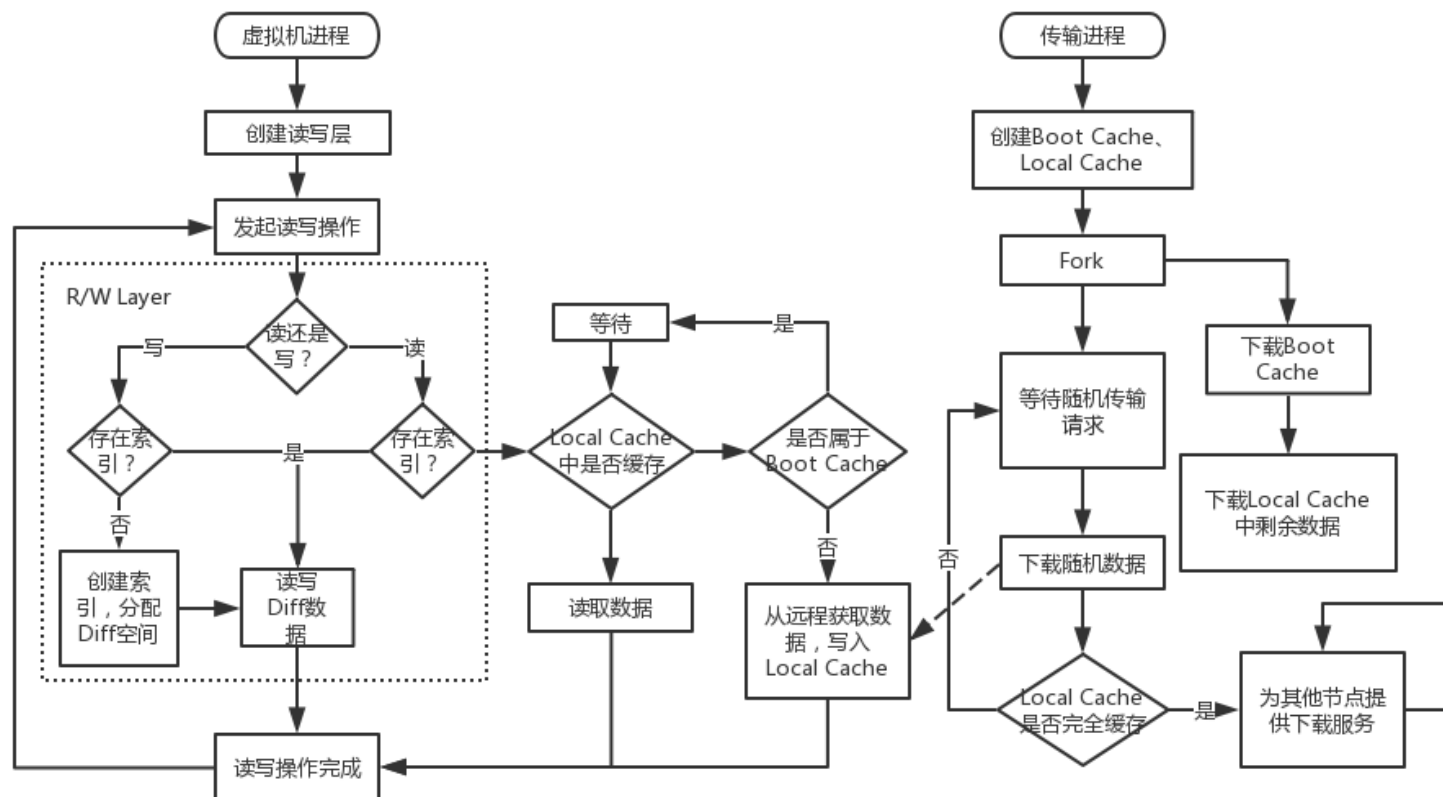 虚拟机进程
创建读写层
发起读写操作
R/W Layer
读还是
写？
写
读
存在索
引？
是
存在索
引？
否
创建索
引，分配
Diff空间
读写
Diff数
据
读写操作完成
等待
是
Local Cache
中是否缓存
是否属于
Boot Cache
否
读取数据
从远程获取数
据，写入
Local Cache
传输进程
创建Boot Cache、
Local Cache
Fork
等待随机传输
请求
下载Boot
Cache
下载Local Cache
中剩余数据
否
下载随机数据
Local Cache
是否完全缓存
是
为其他节点提
供下载服务